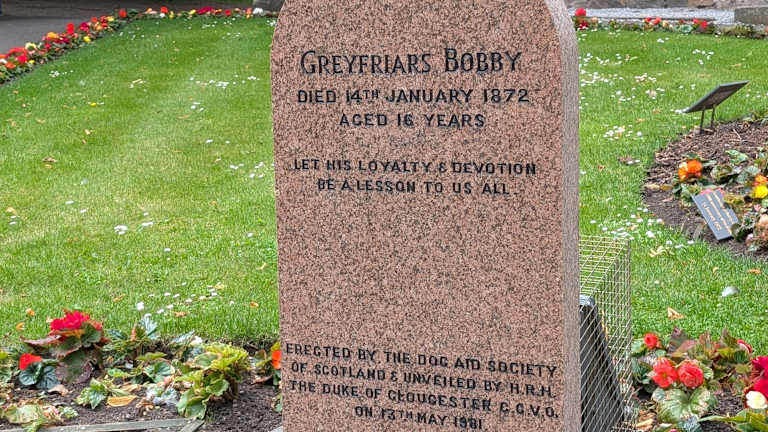 GREYFRIARS BOBBY
DIED 14TH JANUARY 1872
AGED 16 YEARS
LET HIS LOYALTY & DEVOTION
BE A LESSON TO US ALL
ERECTED BY THE DOG AID SOCIETY
OF SCOTLAND & UNVEILED BY H.R.H.
THE DUKE OF GLOUCESTER G.C.V.O.
ON 13TH MAY 1981